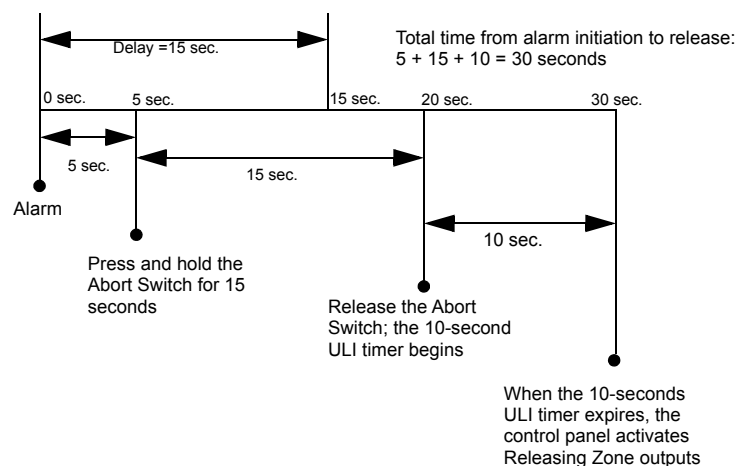 Delay =15 sec.
Total time from alarm initiation to release:
5 + 15 + 10 = 30 seconds
0 sec.
5 sec.
15 sec.
20 sec.
30 sec.
5 sec.
15 sec.
Alarm
10 sec.
Press and hold the
Abort Switch for 15
seconds
Release the Abort
Switch; the 10-second
ULI timer begins
When the 10-seconds
ULI timer expires, the
control panel activates
Releasing Zone outputs